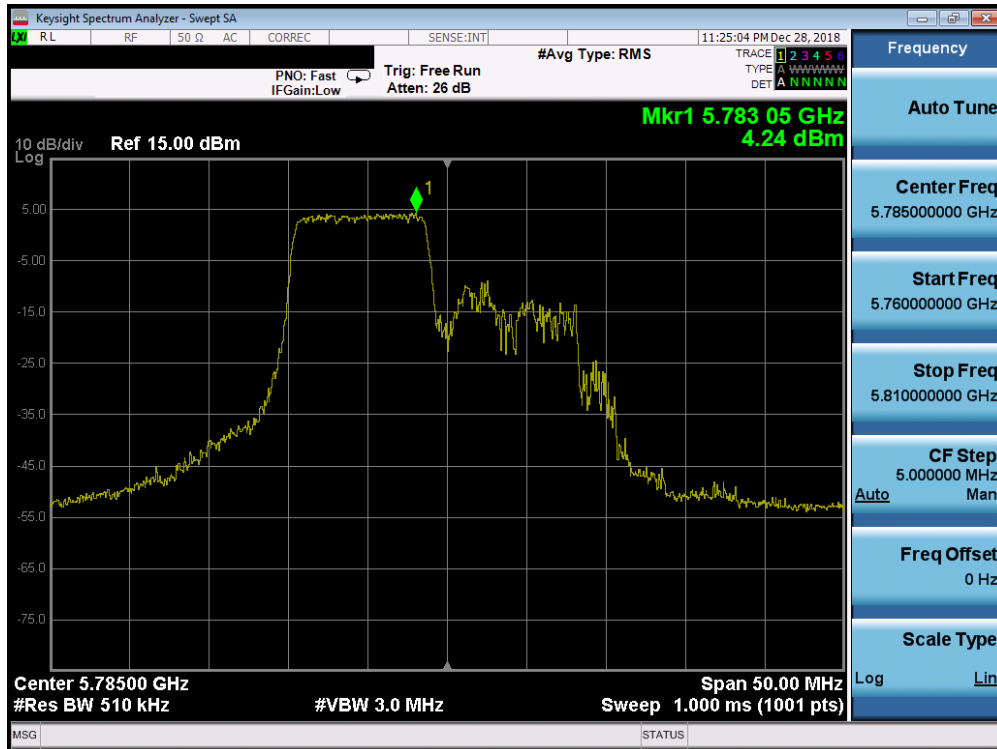 Keysight Spectrum Analyzer - Swept SA
LXI RL RF 50 Ω AC CORREC SENSE:INT 11:25:04 PM Dec 28, 2018
Frequency
#Avg Type: RMS
TRACE 1 2 3 4 5 6
PNO: Fast Trig: Free Run
TYPE A WWWWW
IFGain:Low Atten: 26 dB
DET A N N N N N
Auto Tune
Mkr1 5.783 05 GHz
4.24 dBm
10 dB/div Ref 15.00 dBm
Log
1
5.00
-5.00
-15.0
-25.0
-35.0
-45.0
-55.0
-65.0
-75.0
Center Freq
5.785000000 GHz
Start Freq
5.760000000 GHz
Stop Freq
5.810000000 GHz
CF Step
5.000000 MHz
Auto Man
Freq Offset
0 Hz
Scale Type
Log Lin
Center 5.78500 GHz Span 50.00 MHz
#Res BW 510 kHz #VBW 3.0 MHz Sweep 1.000 ms (1001 pts)
MSG STATUS